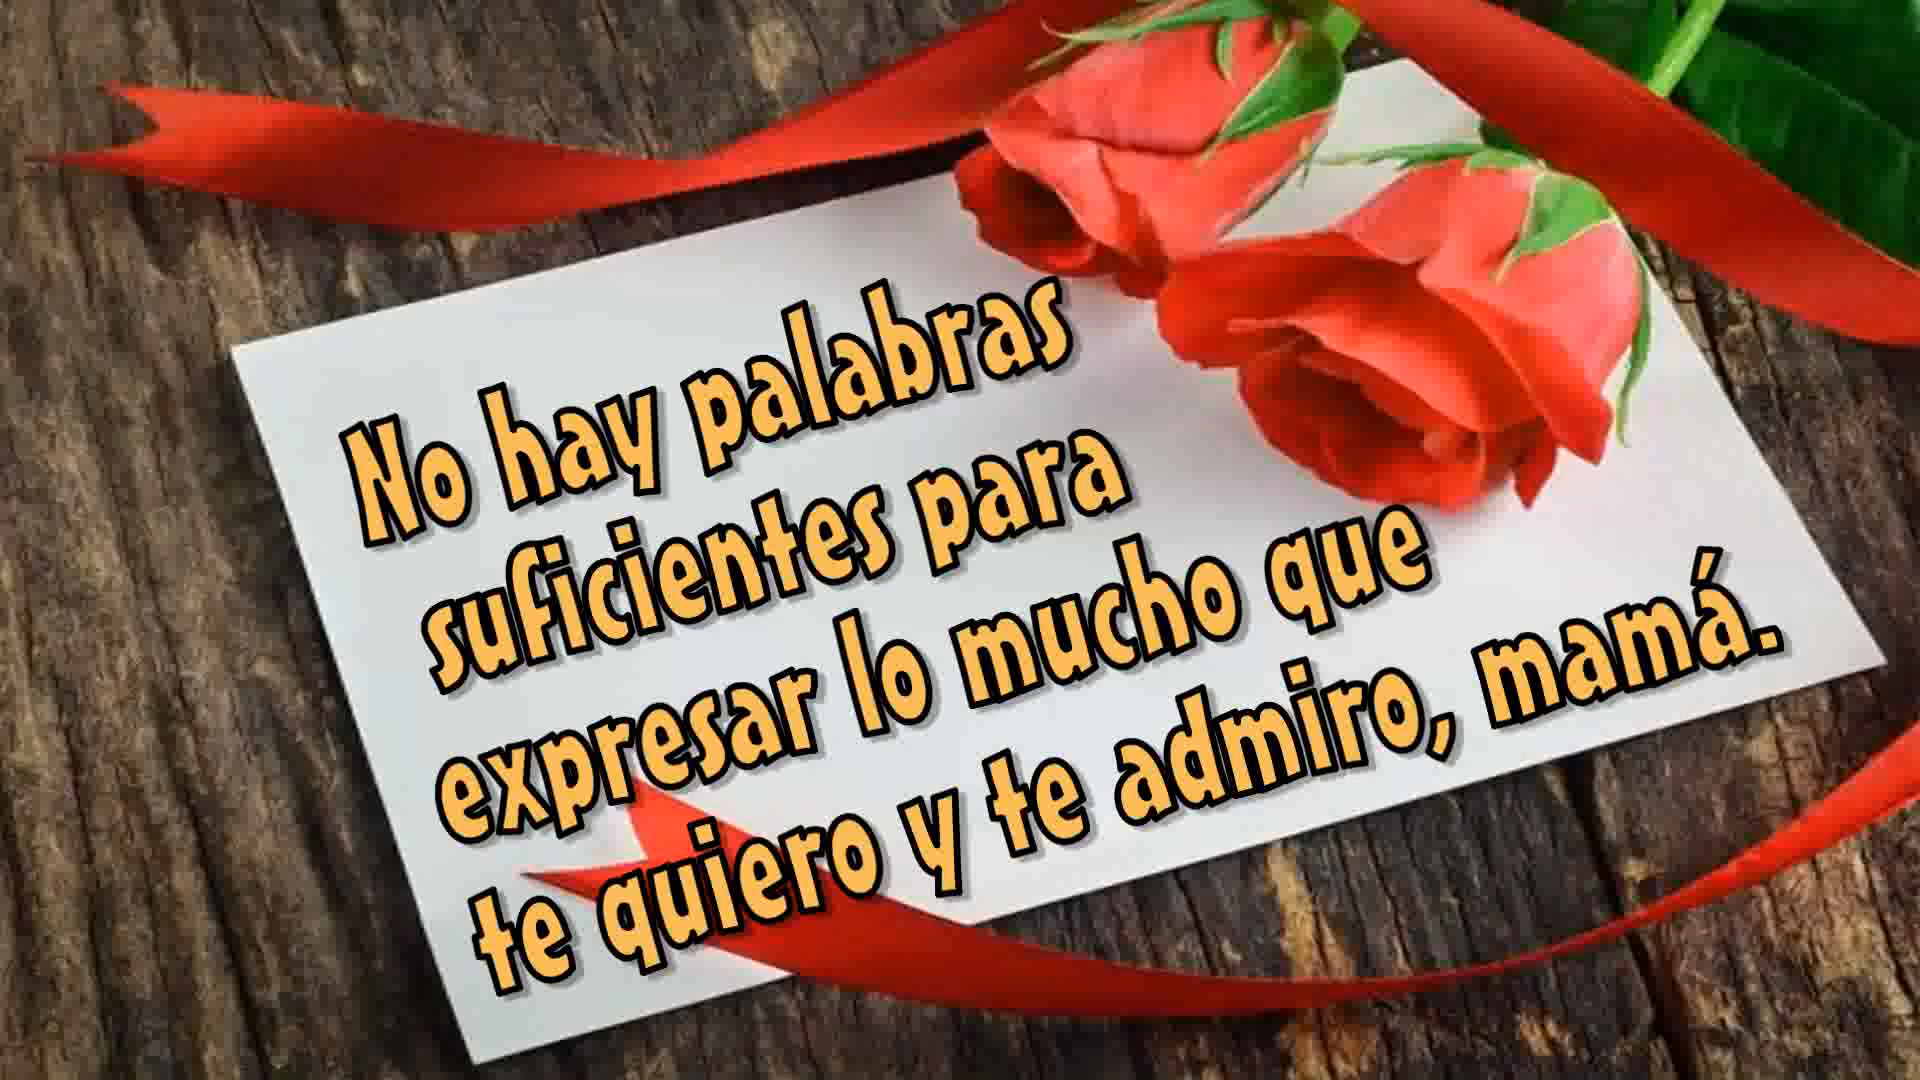 No hay palabras
suficientes para
expresar lo mucho que
te quiero y te admiro, mamá.